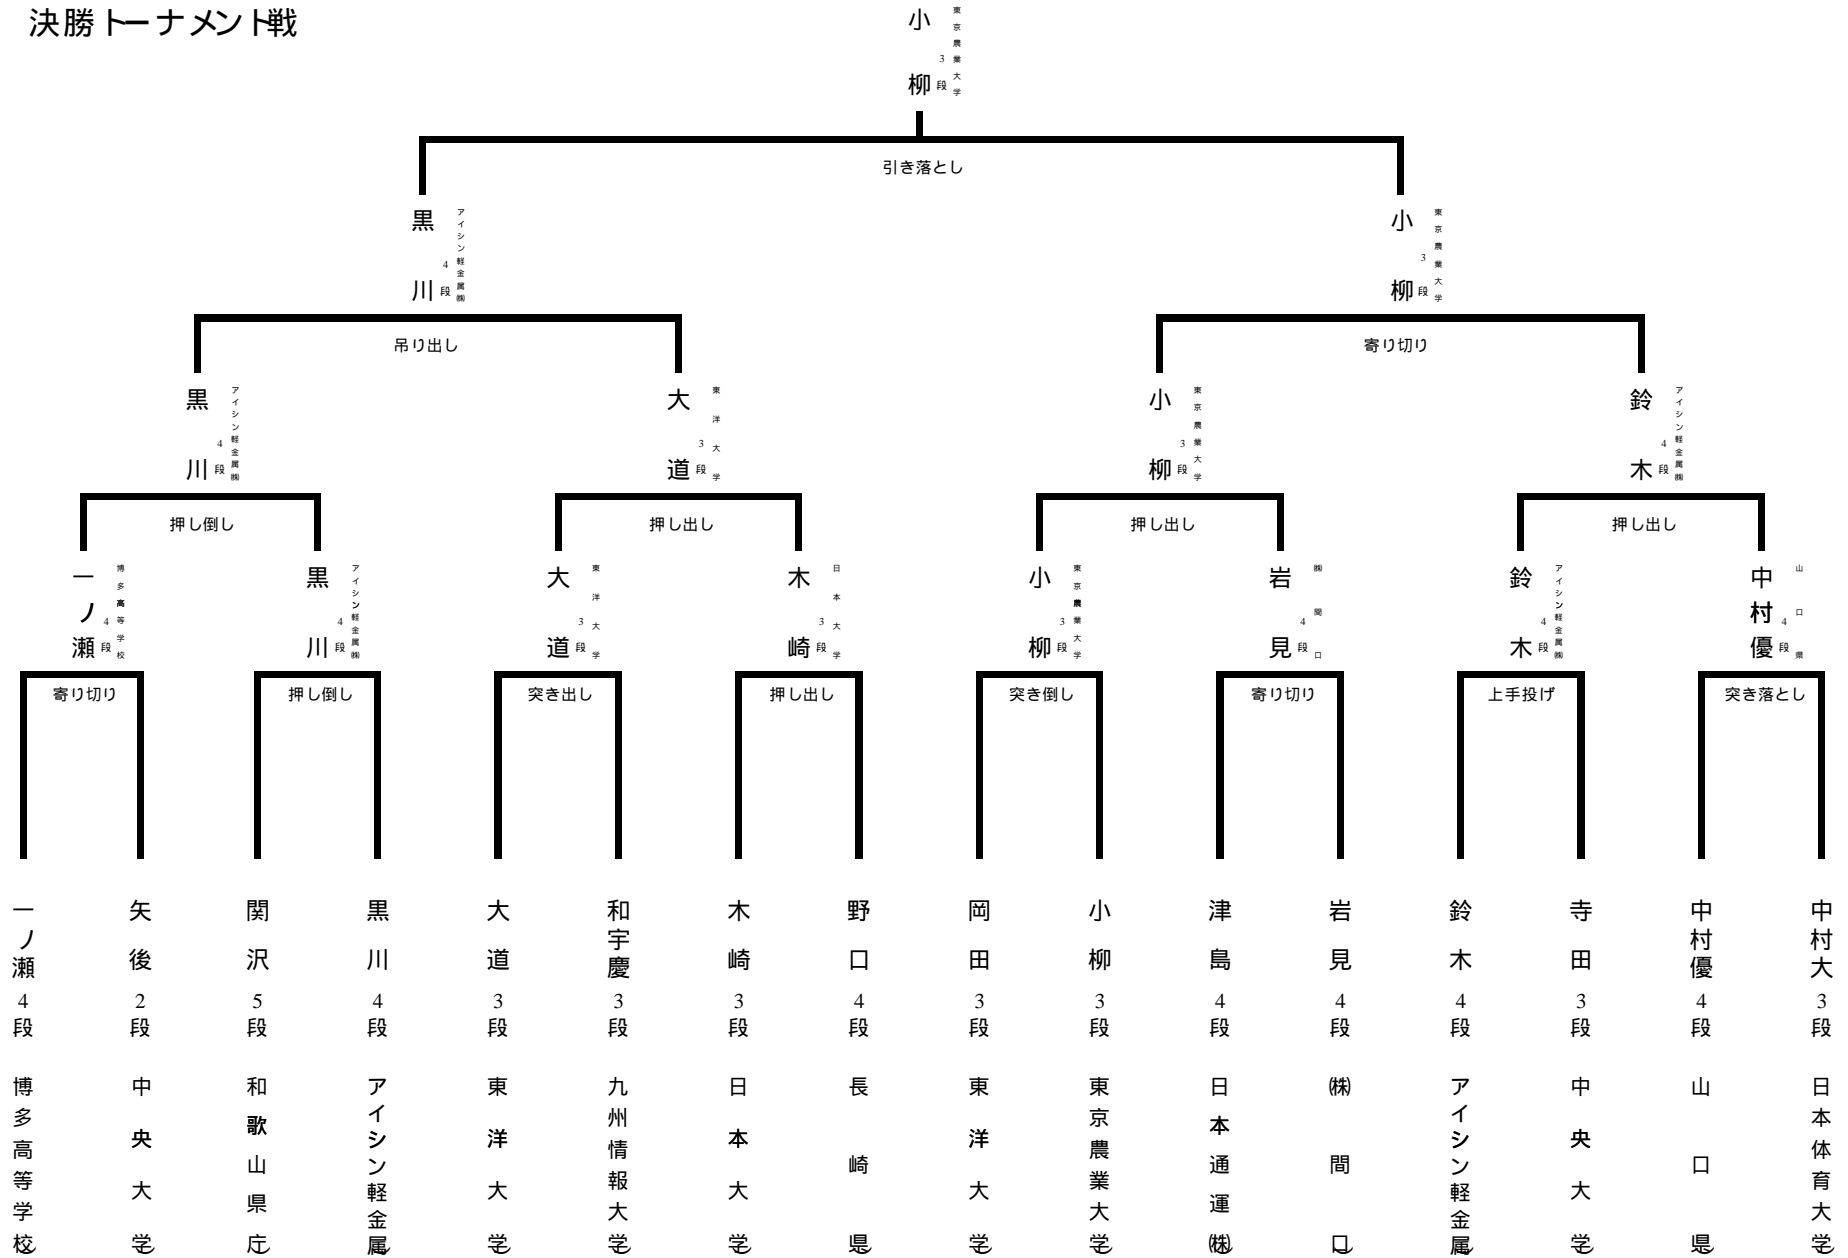 決勝トーナメント戦
小柳 3段 東京農業大学
引き落とし
黒川 4段 アイシン軽金属㈱
小柳 3段 東京農業大学
吊り出し
寄り切り
黒川 4段 アイシン軽金属㈱
大道 3段 東洋大学
小柳 3段 東京農業大学
鈴木 4段 アイシン軽金属㈱
押し倒し
押し出し
押し出し
押し出し
一ノ瀬 4段 博多高等学校
黒川 4段 アイシン軽金属㈱
大道 3段 東洋大学
木崎 3段 日本大学
小柳 3段 東京農業大学
岩見 4段 ㈱間口
鈴木 4段 アイシン軽金属㈱
中村優 4段 山口県
寄り切り
押し倒し
突き出し
押し出し
突き倒し
寄り切り
上手投げ
突き落とし
一ノ瀬 4段 博多高等学校
矢後 2段 中央大学
関沢 5段 和歌山県庁
黒川 4段 アイシン軽金属
大道 3段 東洋大学
和宇慶 3段 九州情報大学
木崎 3段 日本大学
野口 4段 長崎県
岡田 3段 東洋大学
小柳 3段 東京農業大学
津島 4段 日本通運㈱
岩見 4段 ㈱間口
鈴木 4段 アイシン軽金属
寺田 3段 中央大学
中村優 4段 山口県
中村大 3段 日本体育大学